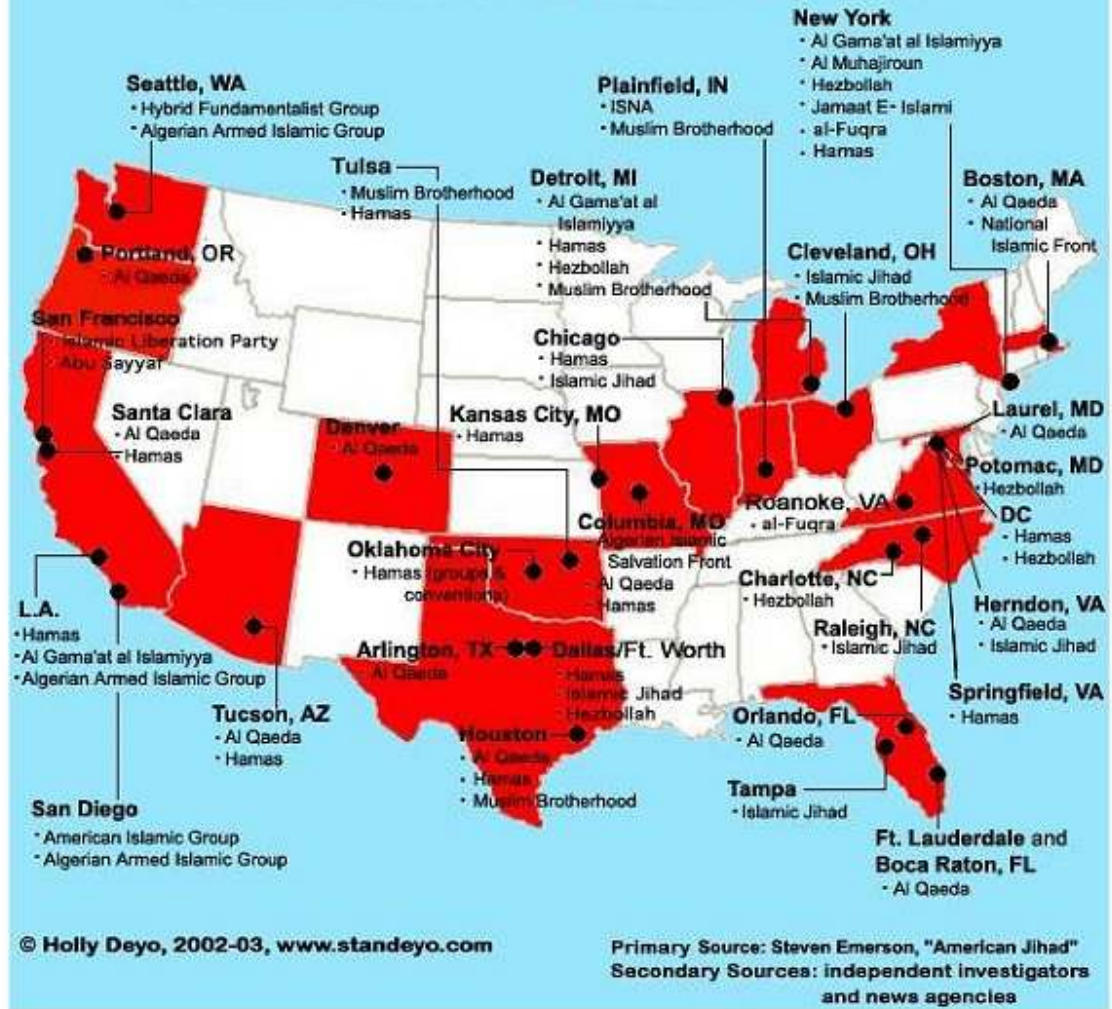 New York
· Al Gama'at al Islamiyya
· Al Muhajiroun
· Hezbollah
· Jamaat E- Islami
· al-Fuqra
· Hamas
Seattle, WA
· Hybrid Fundamentalist Group
· Algerian Armed Islamic Group
Plainfield, IN
· ISNA
· Muslim Brotherhood
Tulsa
· Muslim Brotherhood
· Hamas
Detroit, MI
· Al Gama'at al
Islamiyya
· Hamas
· Hezbollah
· Muslim Brotherhood
Boston, MA
· Al Qaeda
· National
Islamic Front
Portland, OR
· Al Qaeda
Cleveland, OH
· Islamic Jihad
· Muslim Brotherhood
San Francisco
· Islamic Liberation Party
· Abu Sayyaf
Chicago
· Hamas
· Islamic Jihad
Santa Clara
· Al Qaeda
· Hamas
Denver
· Al Qaeda
Kansas City, MO
· Hamas
Laurel, MD
· Al Qaeda
Potomac, MD
· Hezbollah
Roanoke, VA
· al-Fuqra
DC
· Hamas
· Hezbollah
Columbia, MO
· Algerian Islamic
Salvation Front
· Al Qaeda
· Hamas
Oklahoma City
· Hamas (groups &
conventions)
Charlotte, NC
· Hezbollah
L.A.
· Hamas
· Al Gama'at al Islamiyya
· Algerian Armed Islamic Group
Herndon, VA
· Al Qaeda
· Islamic Jihad
Raleigh, NC
· Islamic Jihad
Arlington, TX
· Al Qaeda
Dallas/Ft. Worth
· Hamas
· Islamic Jihad
· Hezbollah
Springfield, VA
· Hamas
Tucson, AZ
· Al Qaeda
· Hamas
Orlando, FL
· Al Qaeda
Houston
· Al Qaeda
· Hamas
· Muslim Brotherhood
Tampa
· Islamic Jihad
San Diego
· American Islamic Group
· Algerian Armed Islamic Group
Ft. Lauderdale and
Boca Raton, FL
· Al Qaeda
© Holly Deyo, 2002-03, www.standeyo.com
Primary Source: Steven Emerson, "American Jihad"
Secondary Sources: independent investigators
and news agencies